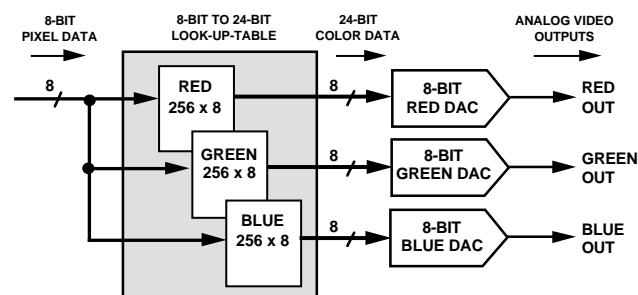 8-BIT
PIXEL DATA
8-BIT TO 24-BIT
LOOK-UP-TABLE
24-BIT
COLOR DATA
ANALOG VIDEO
OUTPUTS
8
RED
256 x 8
8
8-BIT
RED DAC
RED
OUT
GREEN
256 x 8
8
8-BIT
GREEN DAC
GREEN
OUT
BLUE
256 x 8
8
8-BIT
BLUE DAC
BLUE
OUT